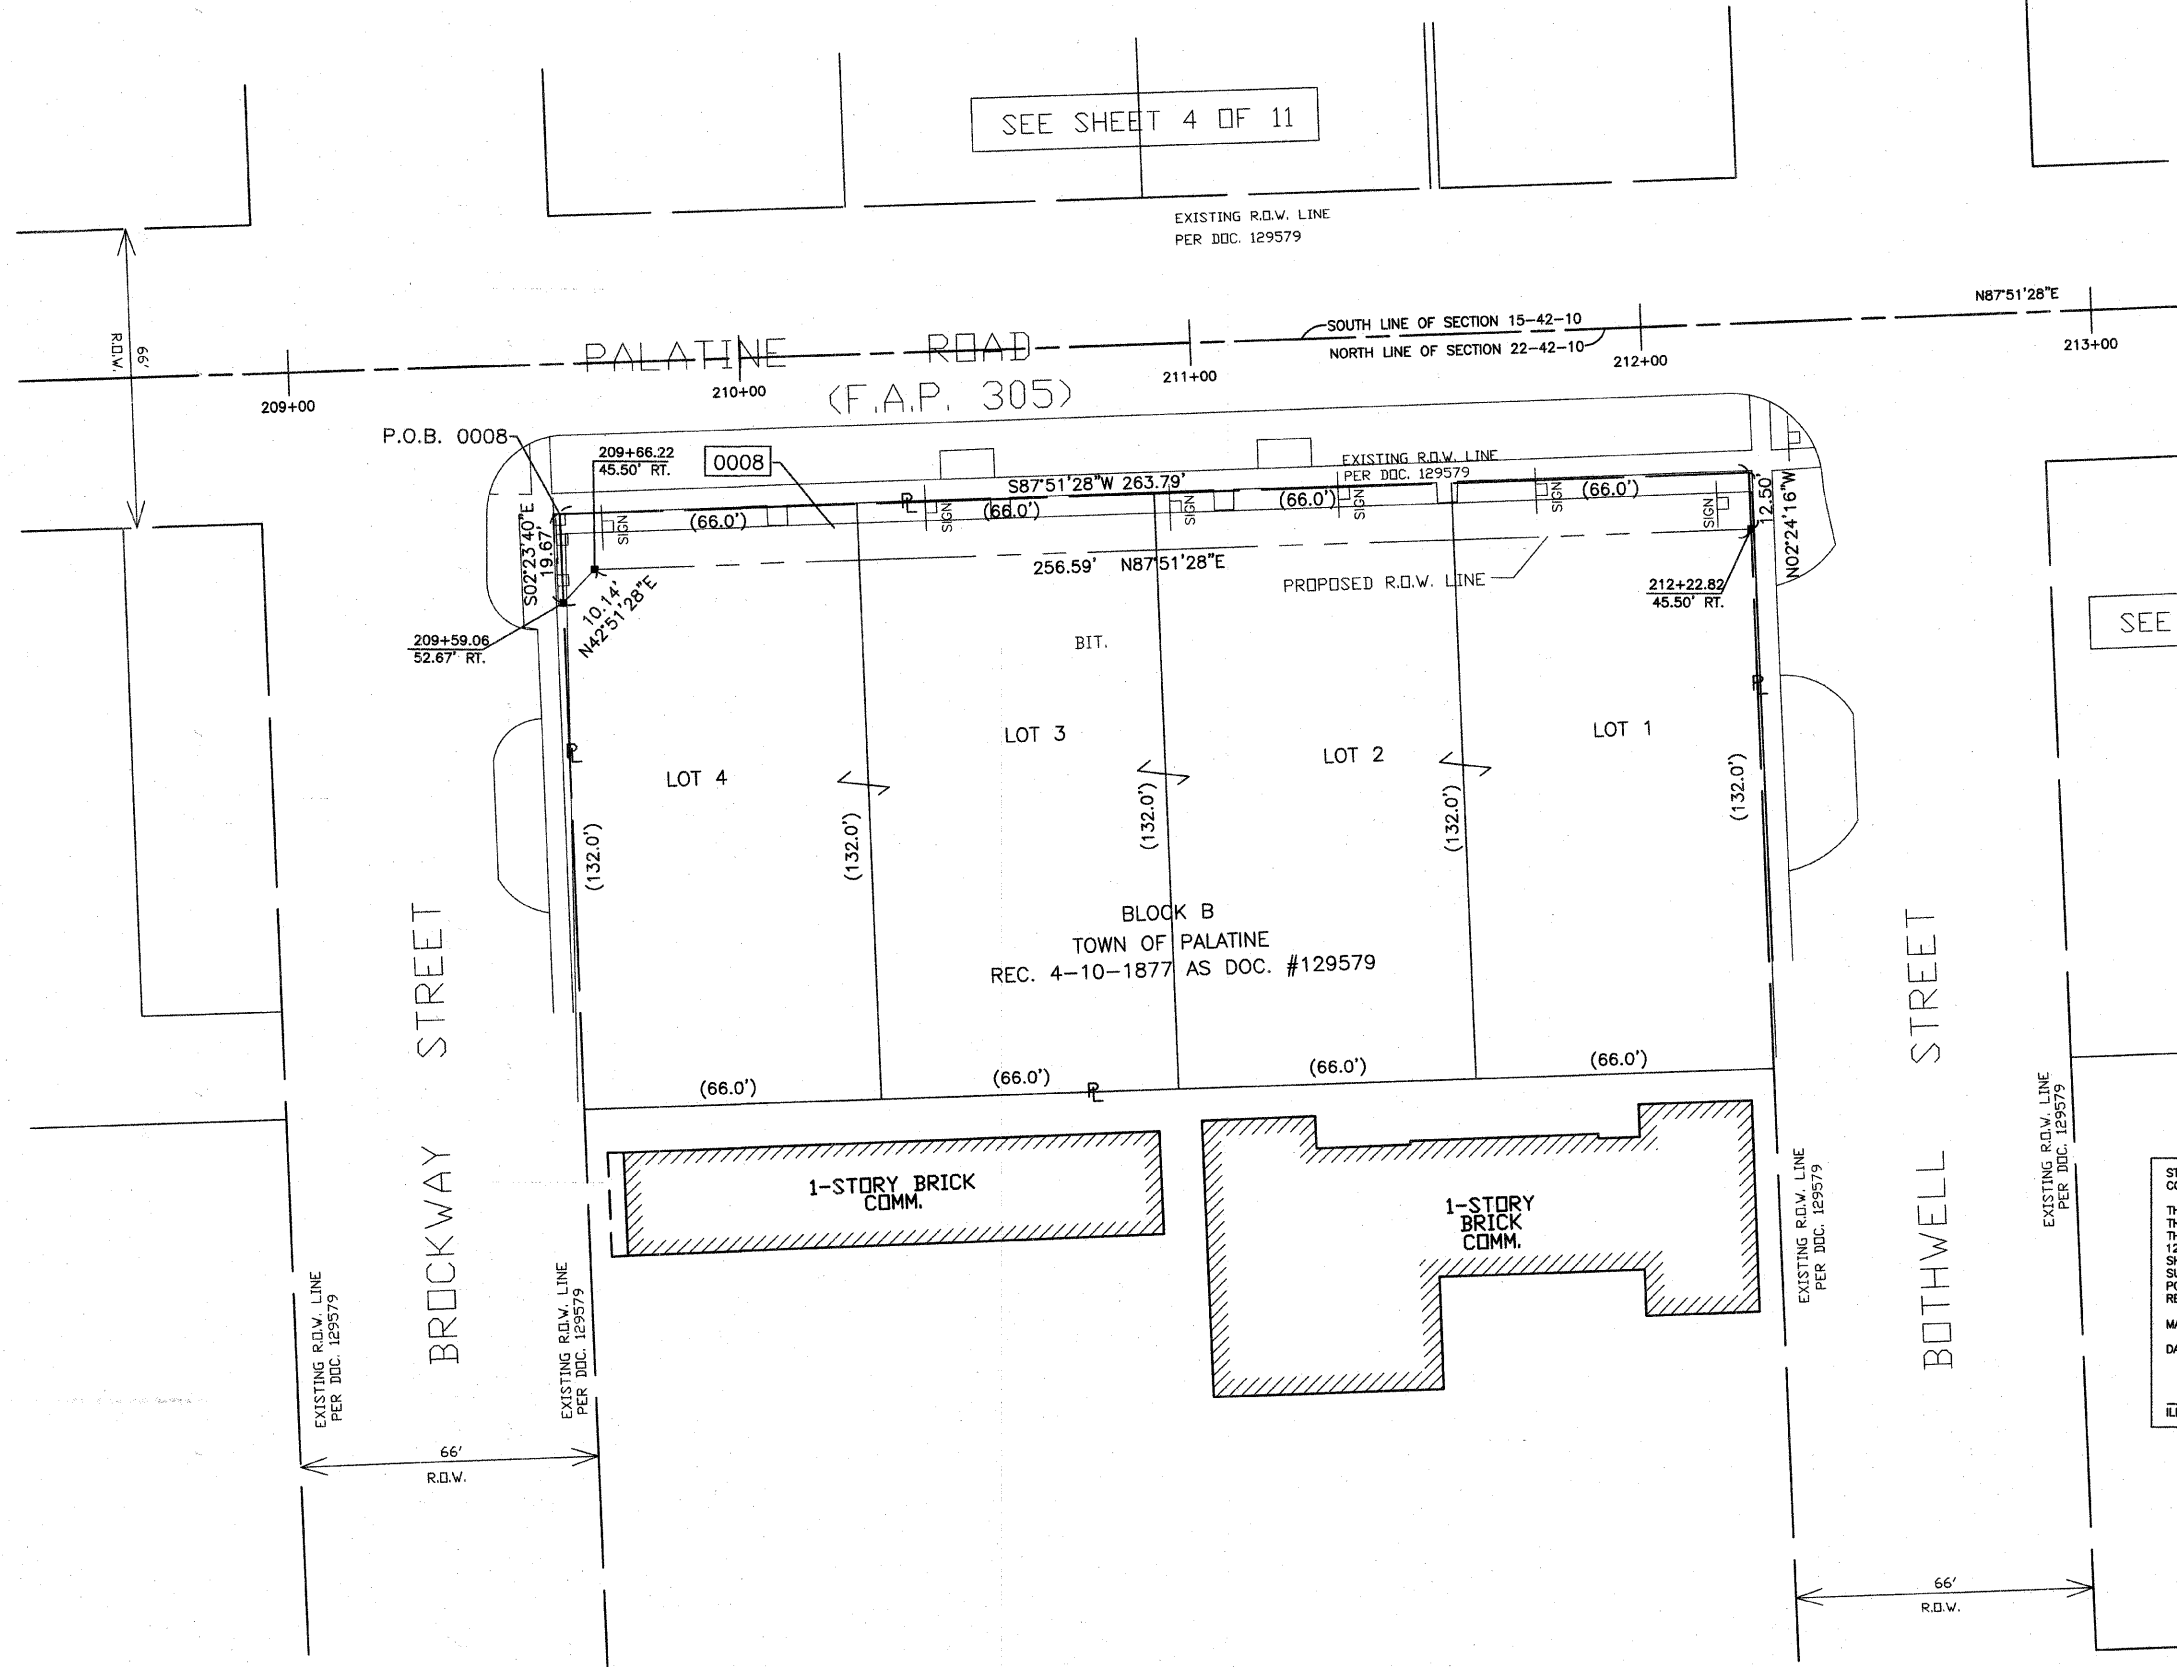 SEE SHEET 4 OF 11
EXISTING R.O.W. LINE
PER DOC. 129579
N87°51'28"E
SOUTH LINE OF SECTION 15-42-10
NORTH LINE OF SECTION 22-42-10
66'
R.O.W.
PALATINE ROAD
(F.A.P. 305)
209+00
210+00
211+00
212+00
213+00
P.O.B. 0008
209+66.22
45.50' RT.
0008
EXISTING R.O.W. LINE
PER DOC. 129579
S87°51'28"W 263.79'
(66.0')
(66.0')
(66.0')
(66.0')
SIGN
SIGN
SIGN
SIGN
SIGN
SIGN
P L
S02°23'40"E
19.67'
12.50'
N02°24'16"W
256.59' N87°51'28"E
PROPOSED R.O.W. LINE
10.14'
N42°51'28"E
212+22.82
45.50' RT.
209+59.06
52.67' RT.
SEE
BIT.
P L
P L
LOT 4
LOT 3
LOT 2
LOT 1
(132.0')
(132.0')
(132.0')
(132.0')
(132.0')
BLOCK B
TOWN OF PALATINE
REC. 4-10-1877 AS DOC. #129579
(66.0')
(66.0')
(66.0')
(66.0')
P L
BROCKWAY STREET
BOTHWELL STREET
1-STORY BRICK
COMM.
1-STORY
BRICK
COMM.
EXISTING R.O.W. LINE
PER DOC. 129579
EXISTING R.O.W. LINE
PER DOC. 129579
EXISTING R.O.W. LINE
PER DOC. 129579
EXISTING R.O.W. LINE
PER DOC. 129579
66'
R.O.W.
66'
R.O.W.